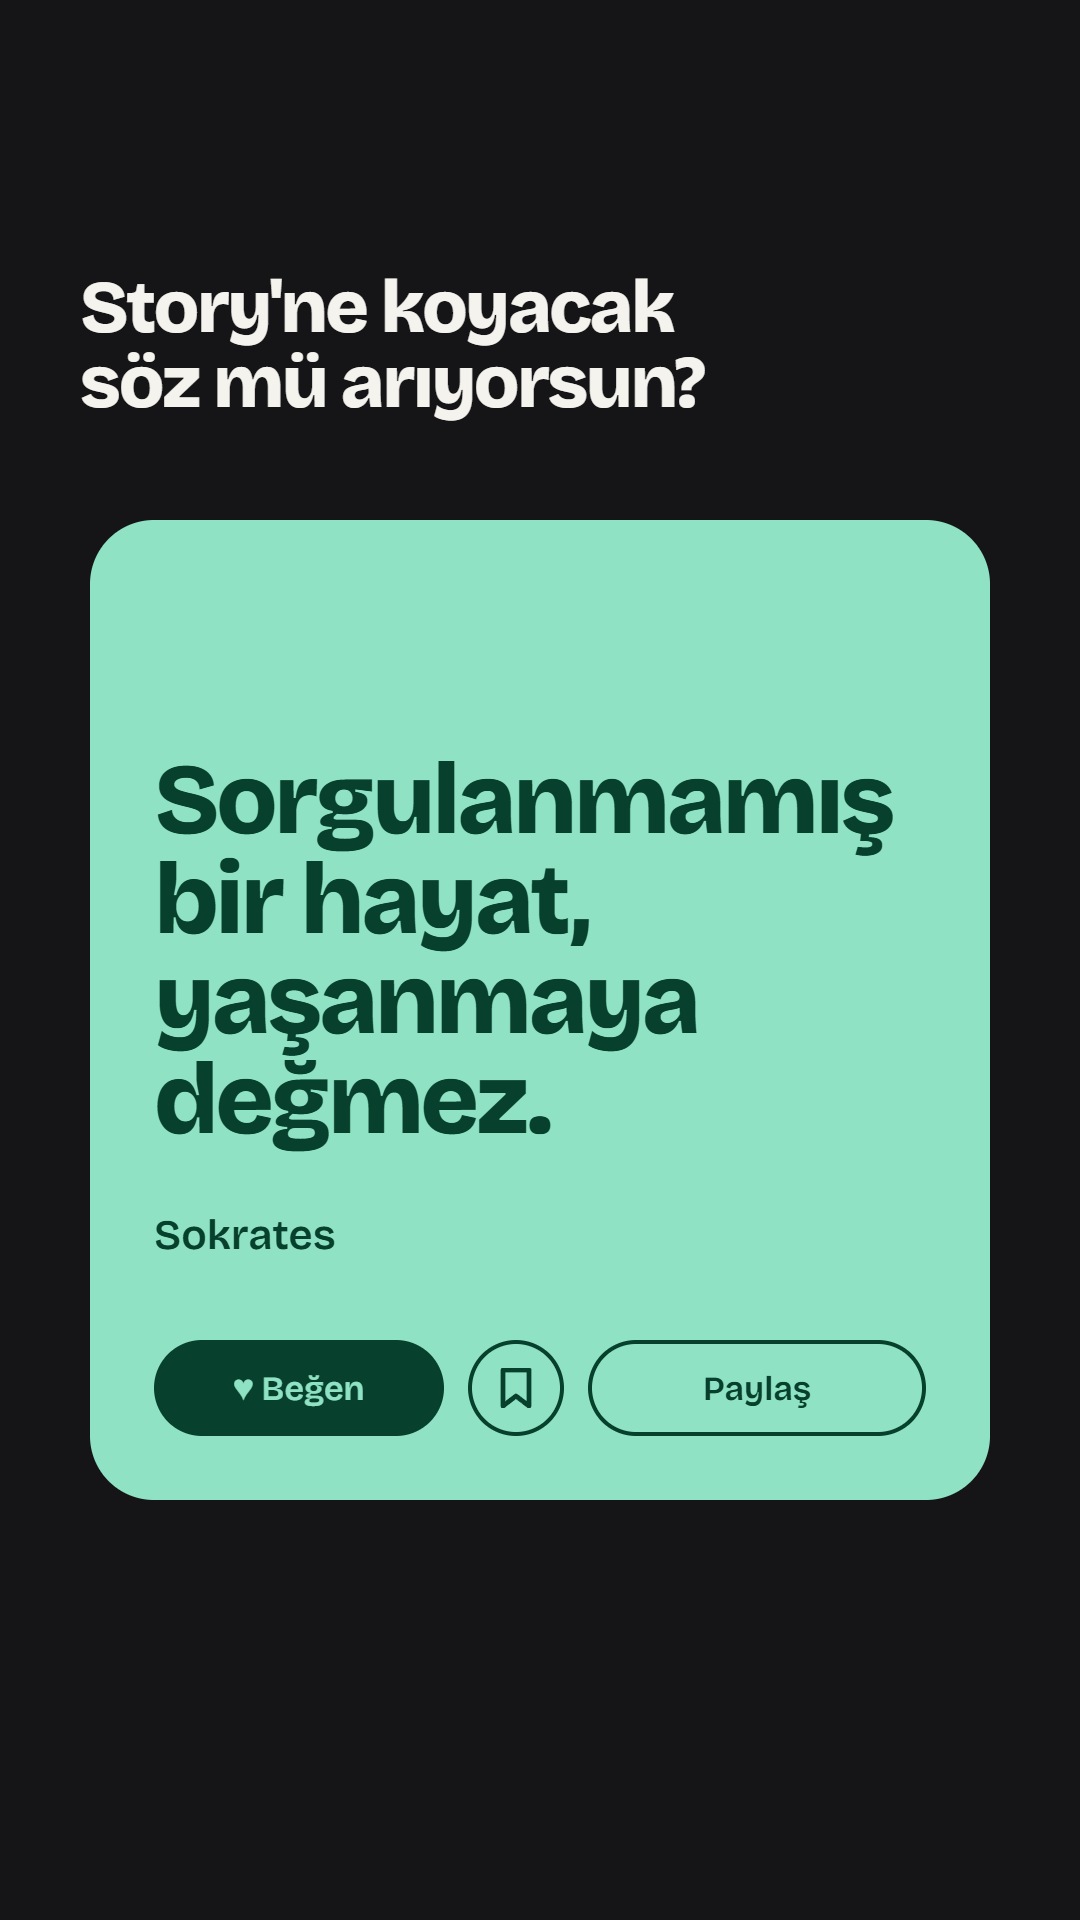 Story'ne koyacak
söz mü arıyorsun?
Sorgulanmamış
bir hayat,
yaşanmaya
değmez.
Sokrates
♥ Beğen
Paylaş